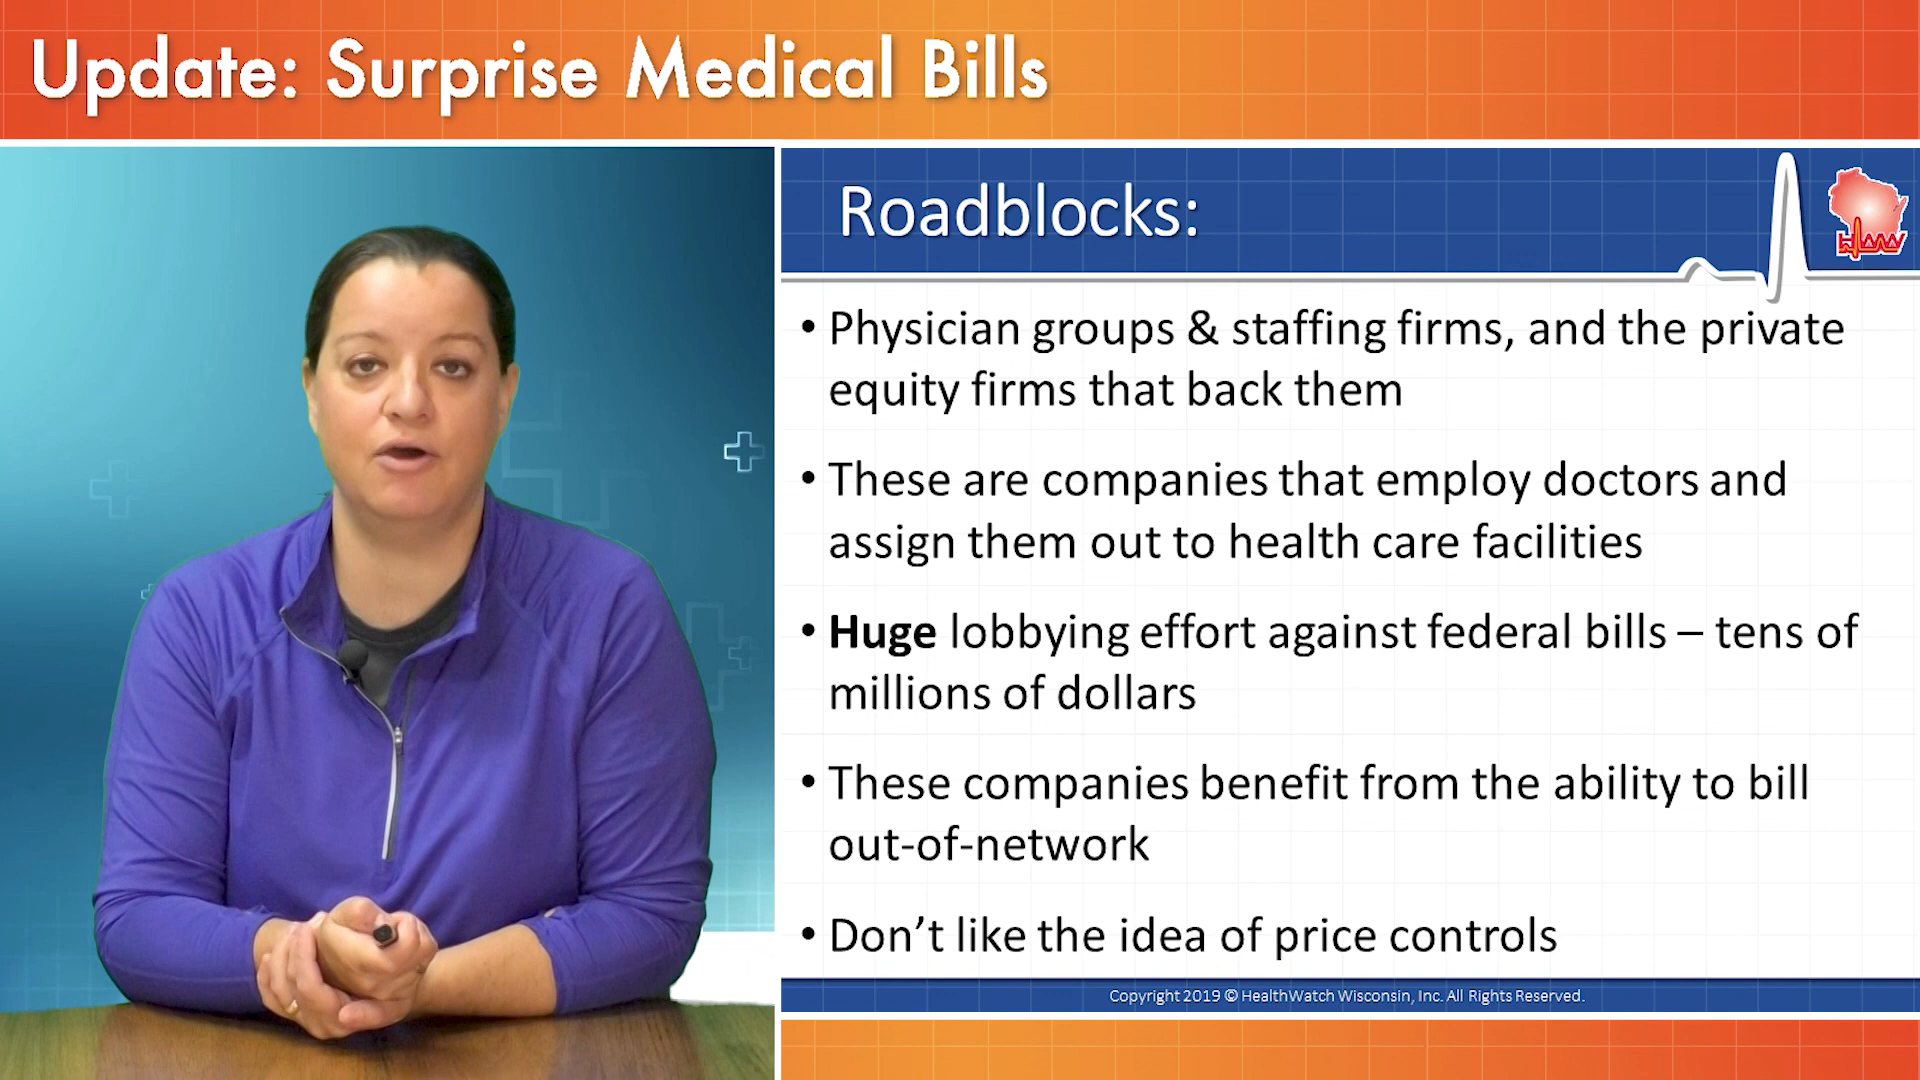 Update: Surprise Medical Bills
Roadblocks:
HWW
• Physician groups & staffing firms, and the private
equity firms that back them
• These are companies that employ doctors and
assign them out to health care facilities
• Huge lobbying effort against federal bills – tens of
millions of dollars
• These companies benefit from the ability to bill
out-of-network
• Don’t like the idea of price controls
Copyright 2019 © HealthWatch Wisconsin, Inc. All Rights Reserved.